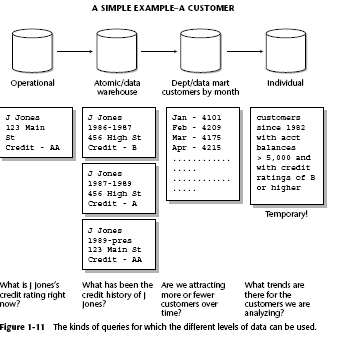 A SIMPLE EXAMPLE–A CUSTOMER
Operational
Atomic/data
warehouse
Dept/data mart
customers by month
Individual
J Jones
123 Main
St
Credit - AA
J Jones
1986-1987
456 High St
Credit - B
J Jones
1987-1989
456 High St
Credit - A
J Jones
1989-pres
123 Main St
Credit - AA
Jan - 4101
Feb - 4209
Mar - 4175
Apr - 4215
.............
.....
.............
.....
customers
since 1982
with acct
balances
> 5,000 and
with credit
ratings of B
or higher
Temporary!
What is J Jones's
credit rating right
now?
What has been the
credit history of J
Jones?
Are we attracting
more or fewer
customers over
time?
What trends are
there for the
customers we are
analyzing?
Figure 1-11 The kinds of queries for which the different levels of data can be used.